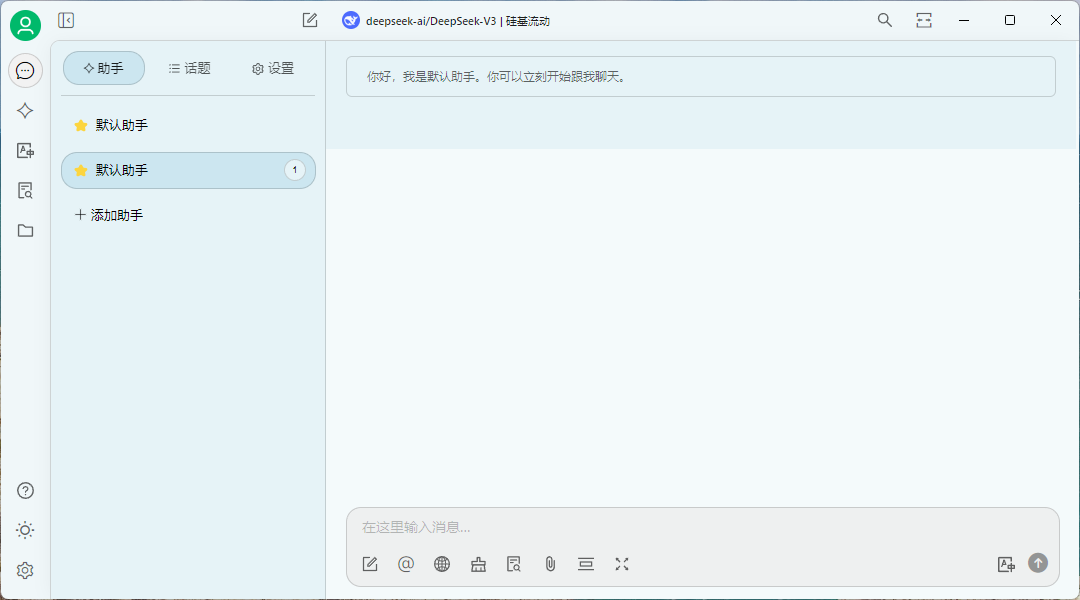 deepseek-ai/DeepSeek-V3 | 硅基流动
助手
话题
设置
默认助手
默认助手
1
添加助手
你好，我是默认助手。你可以立刻开始跟我聊天。
在这里输入消息...